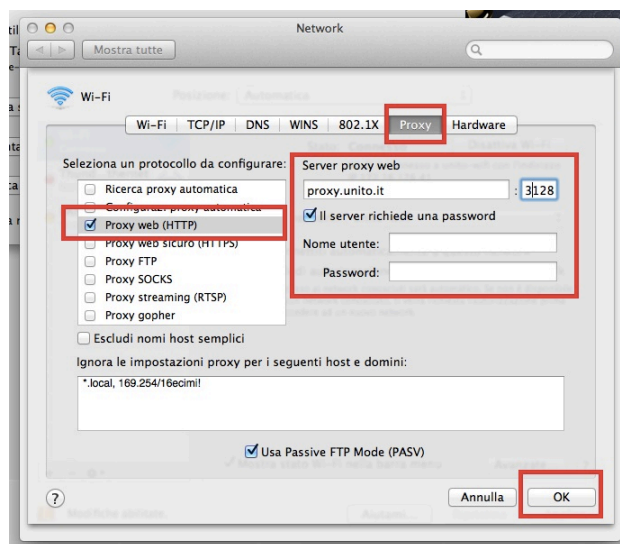 Network
Mostra tutte
Wi-Fi
Wi-Fi TCP/IP DNS WINS 802.1X Proxy Hardware
Seleziona un protocollo da configurare:
Ricerca proxy automatica
Configurazi proxy automatica
Proxy web (HTTP)
Proxy web sicuro (HTTPS)
Proxy FTP
Proxy SOCKS
Proxy streaming (RTSP)
Proxy gopher
Server proxy web
proxy.unito.it : 3128
Il server richiede una password
Nome utente:
Password:
Escludi nomi host semplici
Ignora le impostazioni proxy per i seguenti host e domini:
*.local, 169.254/16ecimi!
Usa Passive FTP Mode (PASV)
? Annulla OK